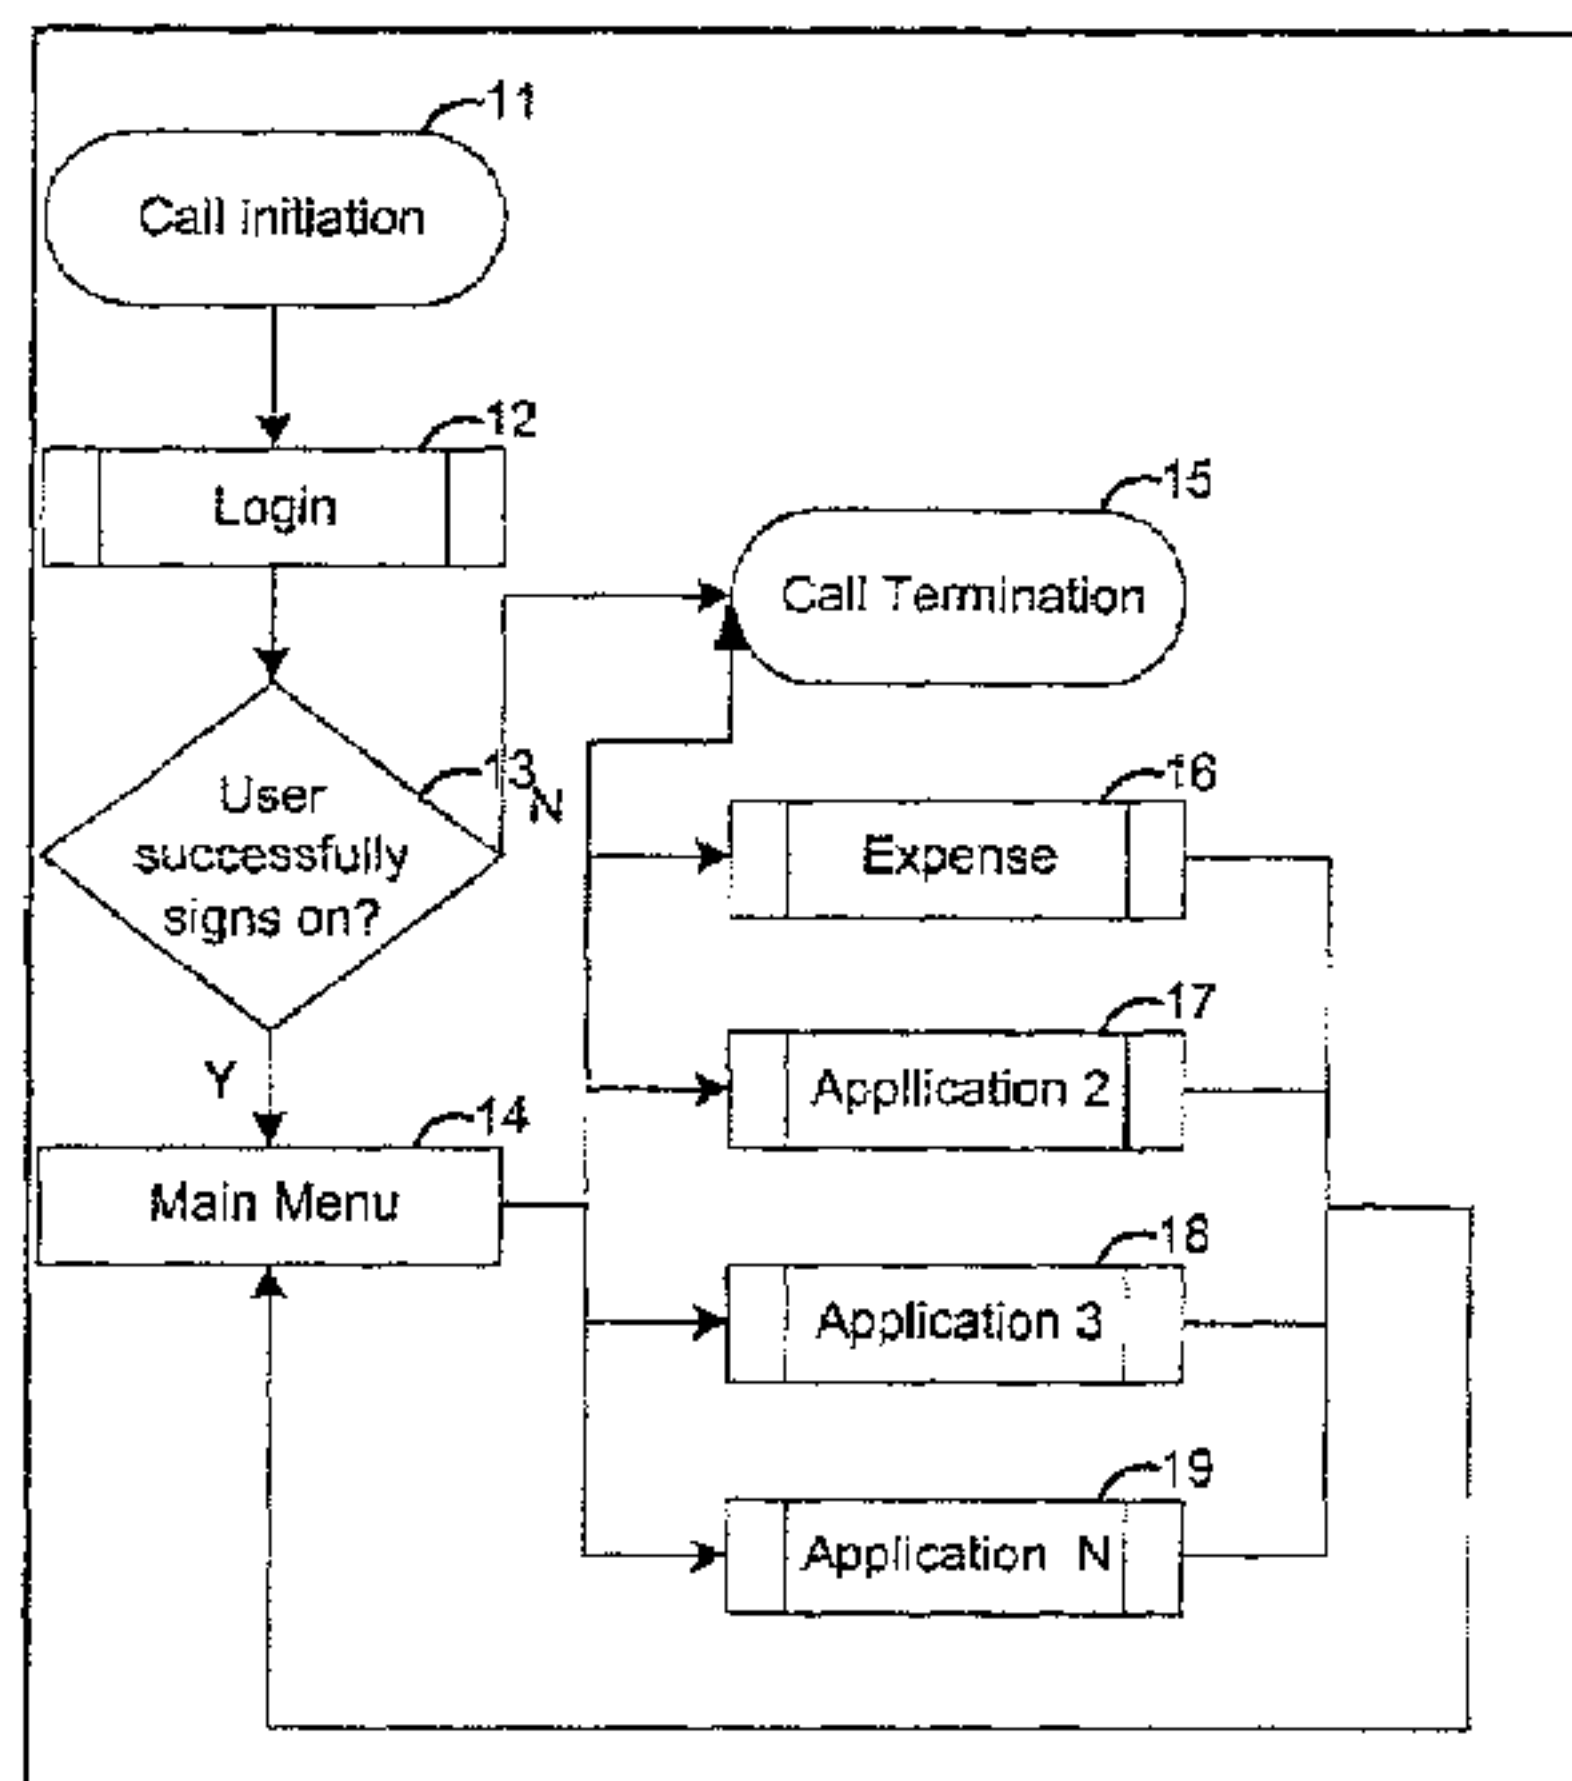 11
Call initiation
12
Login
15
Call Termination
13
N
User
successfully
signs on?
16
Expense
17
Appllication 2
Y
14
Main Menu
18
Application 3
19
Application N